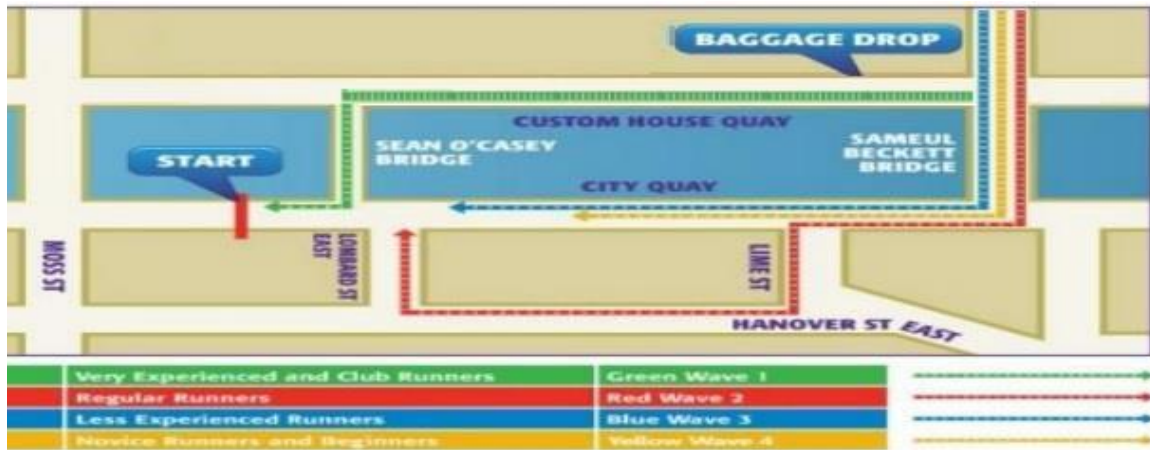 BAGGAGE DROP
CUSTOM HOUSE QUAY
SEAN O'CASEY
BRIDGE
SAMEUL
BECKETT
BRIDGE
START
CITY QUAY
MOSS ST
LOMBARD ST
EAST
LIME ST
HANOVER ST EAST
Very Experienced and Club Runners Green Wave 1
Regular Runners Red Wave 2
Less Experienced Runners Blue Wave 3
Novice Runners and Beginners Yellow Wave 4